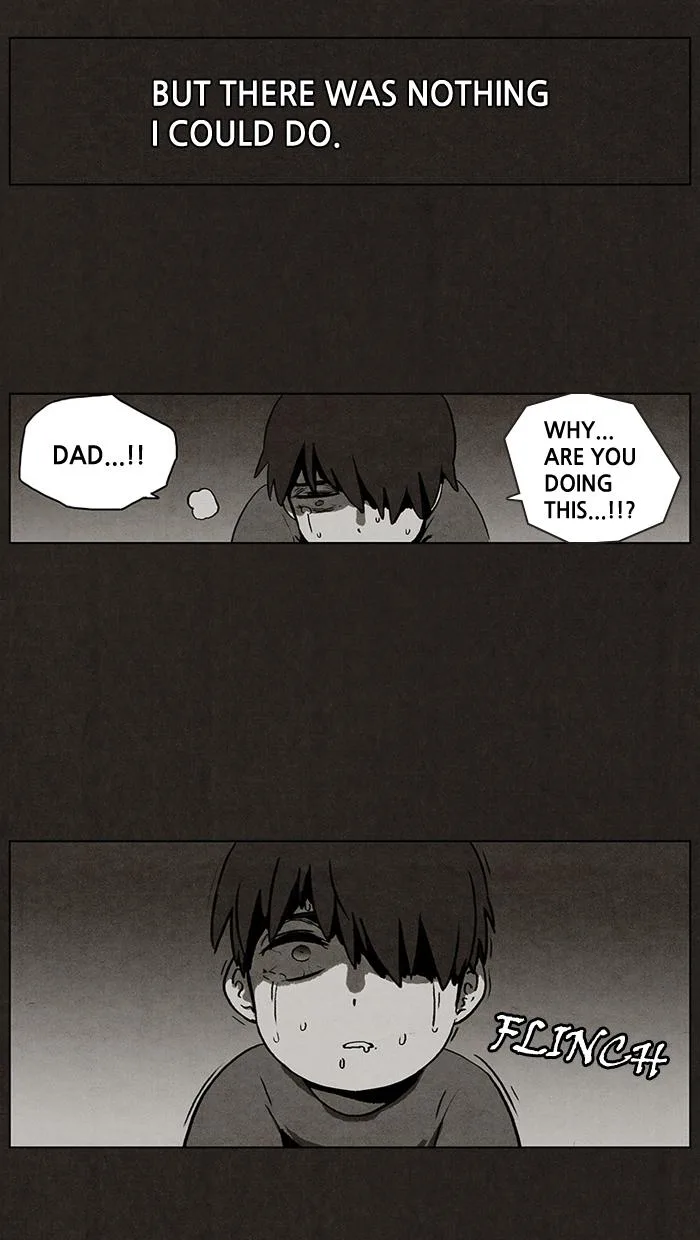 BUT THERE WAS NOTHING
I COULD DO.
DAD...!!
WHY...
ARE YOU
DOING
THIS...!!?
FLINCH